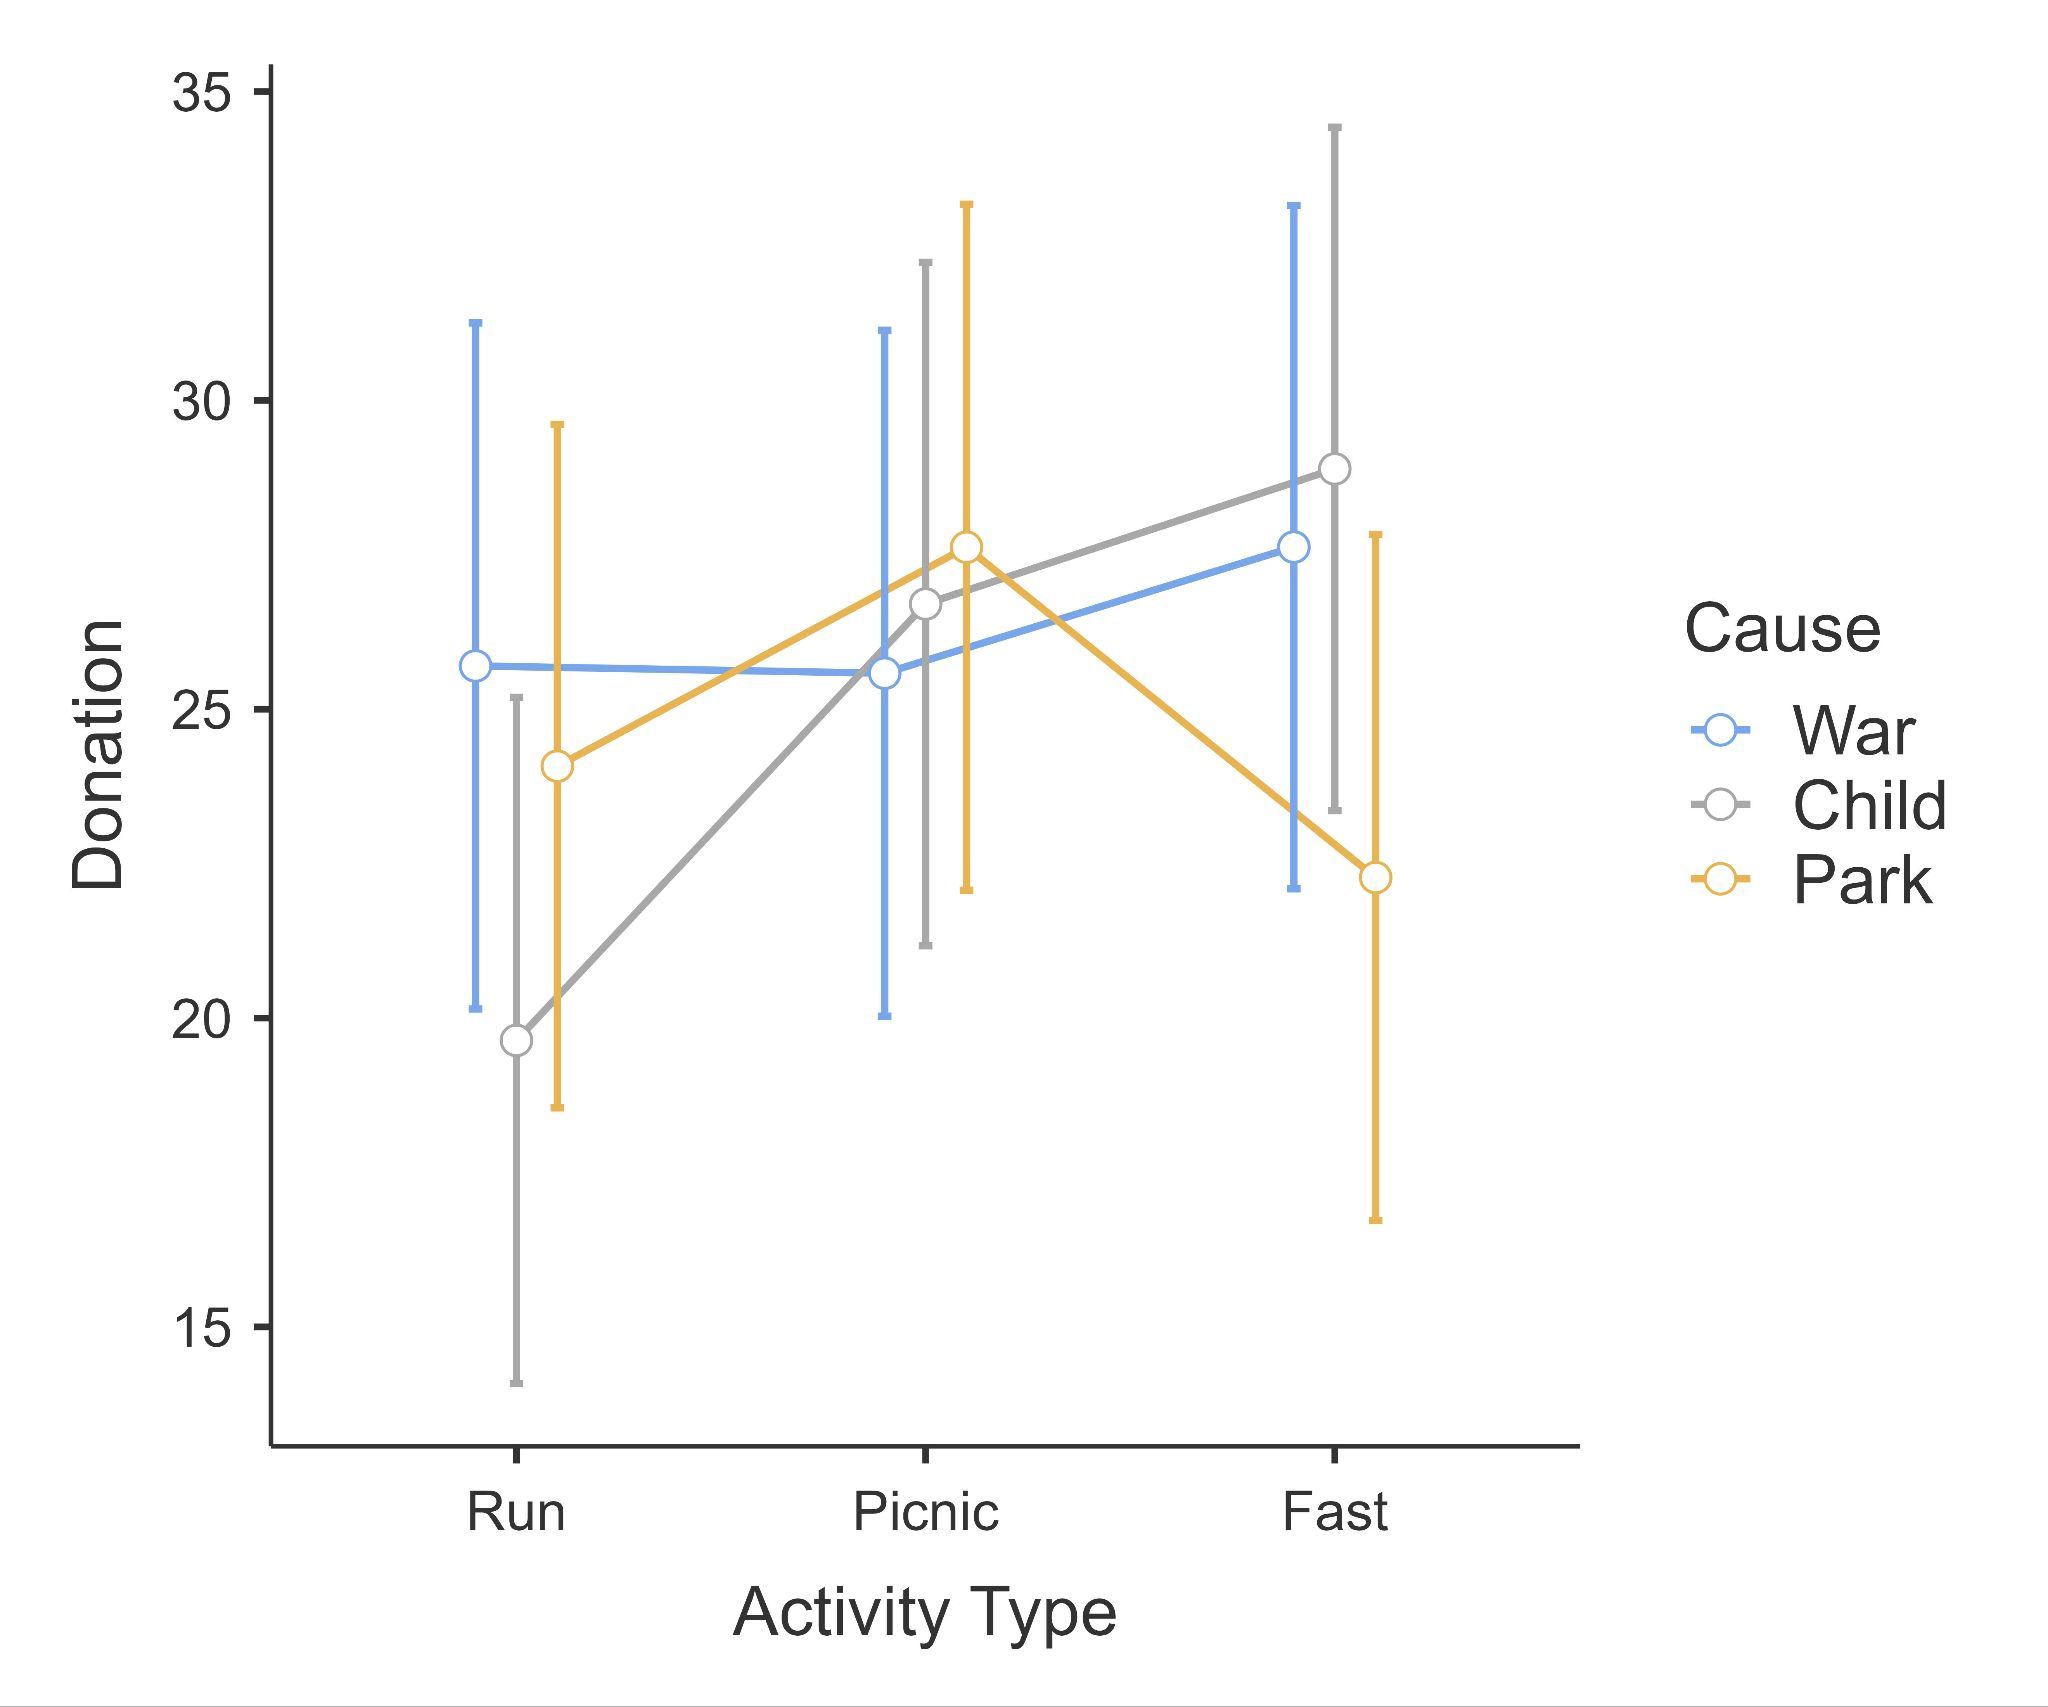 35
30
25
20
15
Donation
Run
Picnic
Fast
Activity Type
Cause
War
Child
Park